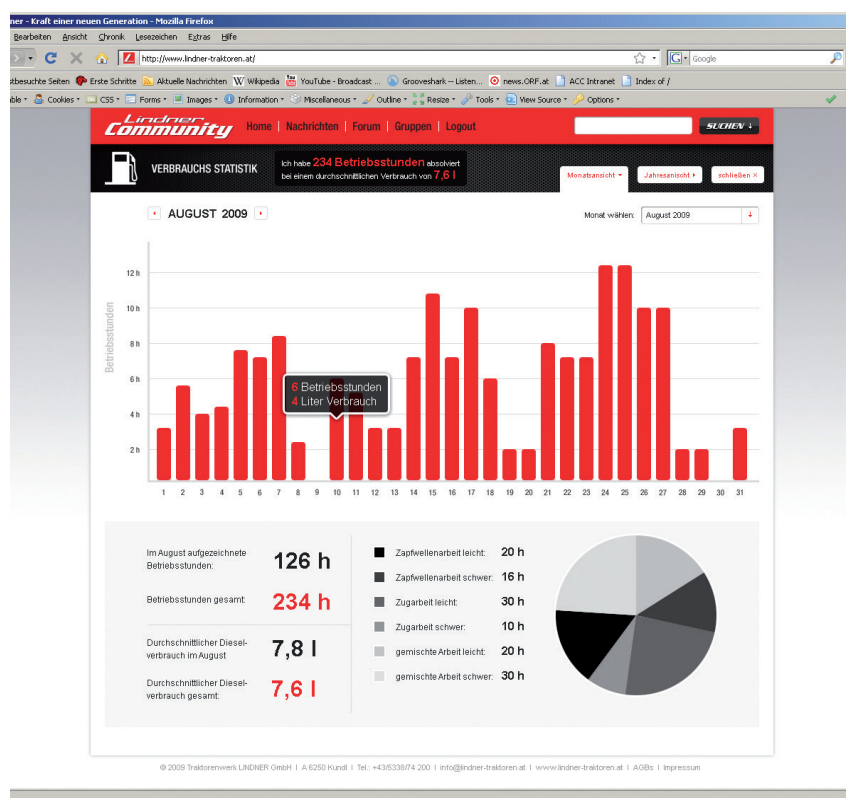 ner - Kraft einer neuen Generation - Mozilla Firefox
Bearbeiten Ansicht Chronik Lesezeichen Extras Hilfe
http://www.lindner-traktoren.at/ Google
stbesuchte Seiten Erste Schritte Aktuelle Nachrichten Wikipedia YouTube - Broadcast ... Grooveshark – Listen... news.ORF.at ACC Intranet Index of /
able Cookies CSS Forms Images Information Miscellaneous Outline Resize Tools View Source Options
Lindner Community Home | Nachrichten | Forum | Gruppen | Logout SUCHEN
VERBRAUCHS STATISTIK
Ich habe 234 Betriebsstunden absolviert
bei einem durchschnittlichen Verbrauch von 7,6 l
Monatsansicht Jahresanischt schließen ×
AUGUST 2009 Monat wählen: August 2009
Betriebsstunden
12 h
10 h
8 h
6 h
4 h
2 h
6 Betriebsstunden
4 Liter Verbrauch
1 2 3 4 5 6 7 8 9 10 11 12 13 14 15 16 17 18 19 20 21 22 23 24 25 26 27 28 29 30 31
Im August aufgezeichnete
Betriebsstunden: 126 h
Betriebsstunden gesamt: 234 h
Durchschnittlicher Diesel-
verbrauch im August 7,8 l
Durchschnittlicher Diesel-
verbrauch gesamt: 7,6 l
Zapfwellenarbeit leicht: 20 h
Zapfwellenarbeit schwer: 16 h
Zugarbeit leicht: 30 h
Zugarbeit schwer: 10 h
gemischte Arbeit leicht: 20 h
gemischte Arbeit schwer: 30 h
© 2009 Traktorenwerk LINDNER GmbH | A 6250 Kundl | Tel.: +43/5338/74 200 | info@lindner-traktoren.at | www.lindner-traktoren.at | AGBs | Impressum